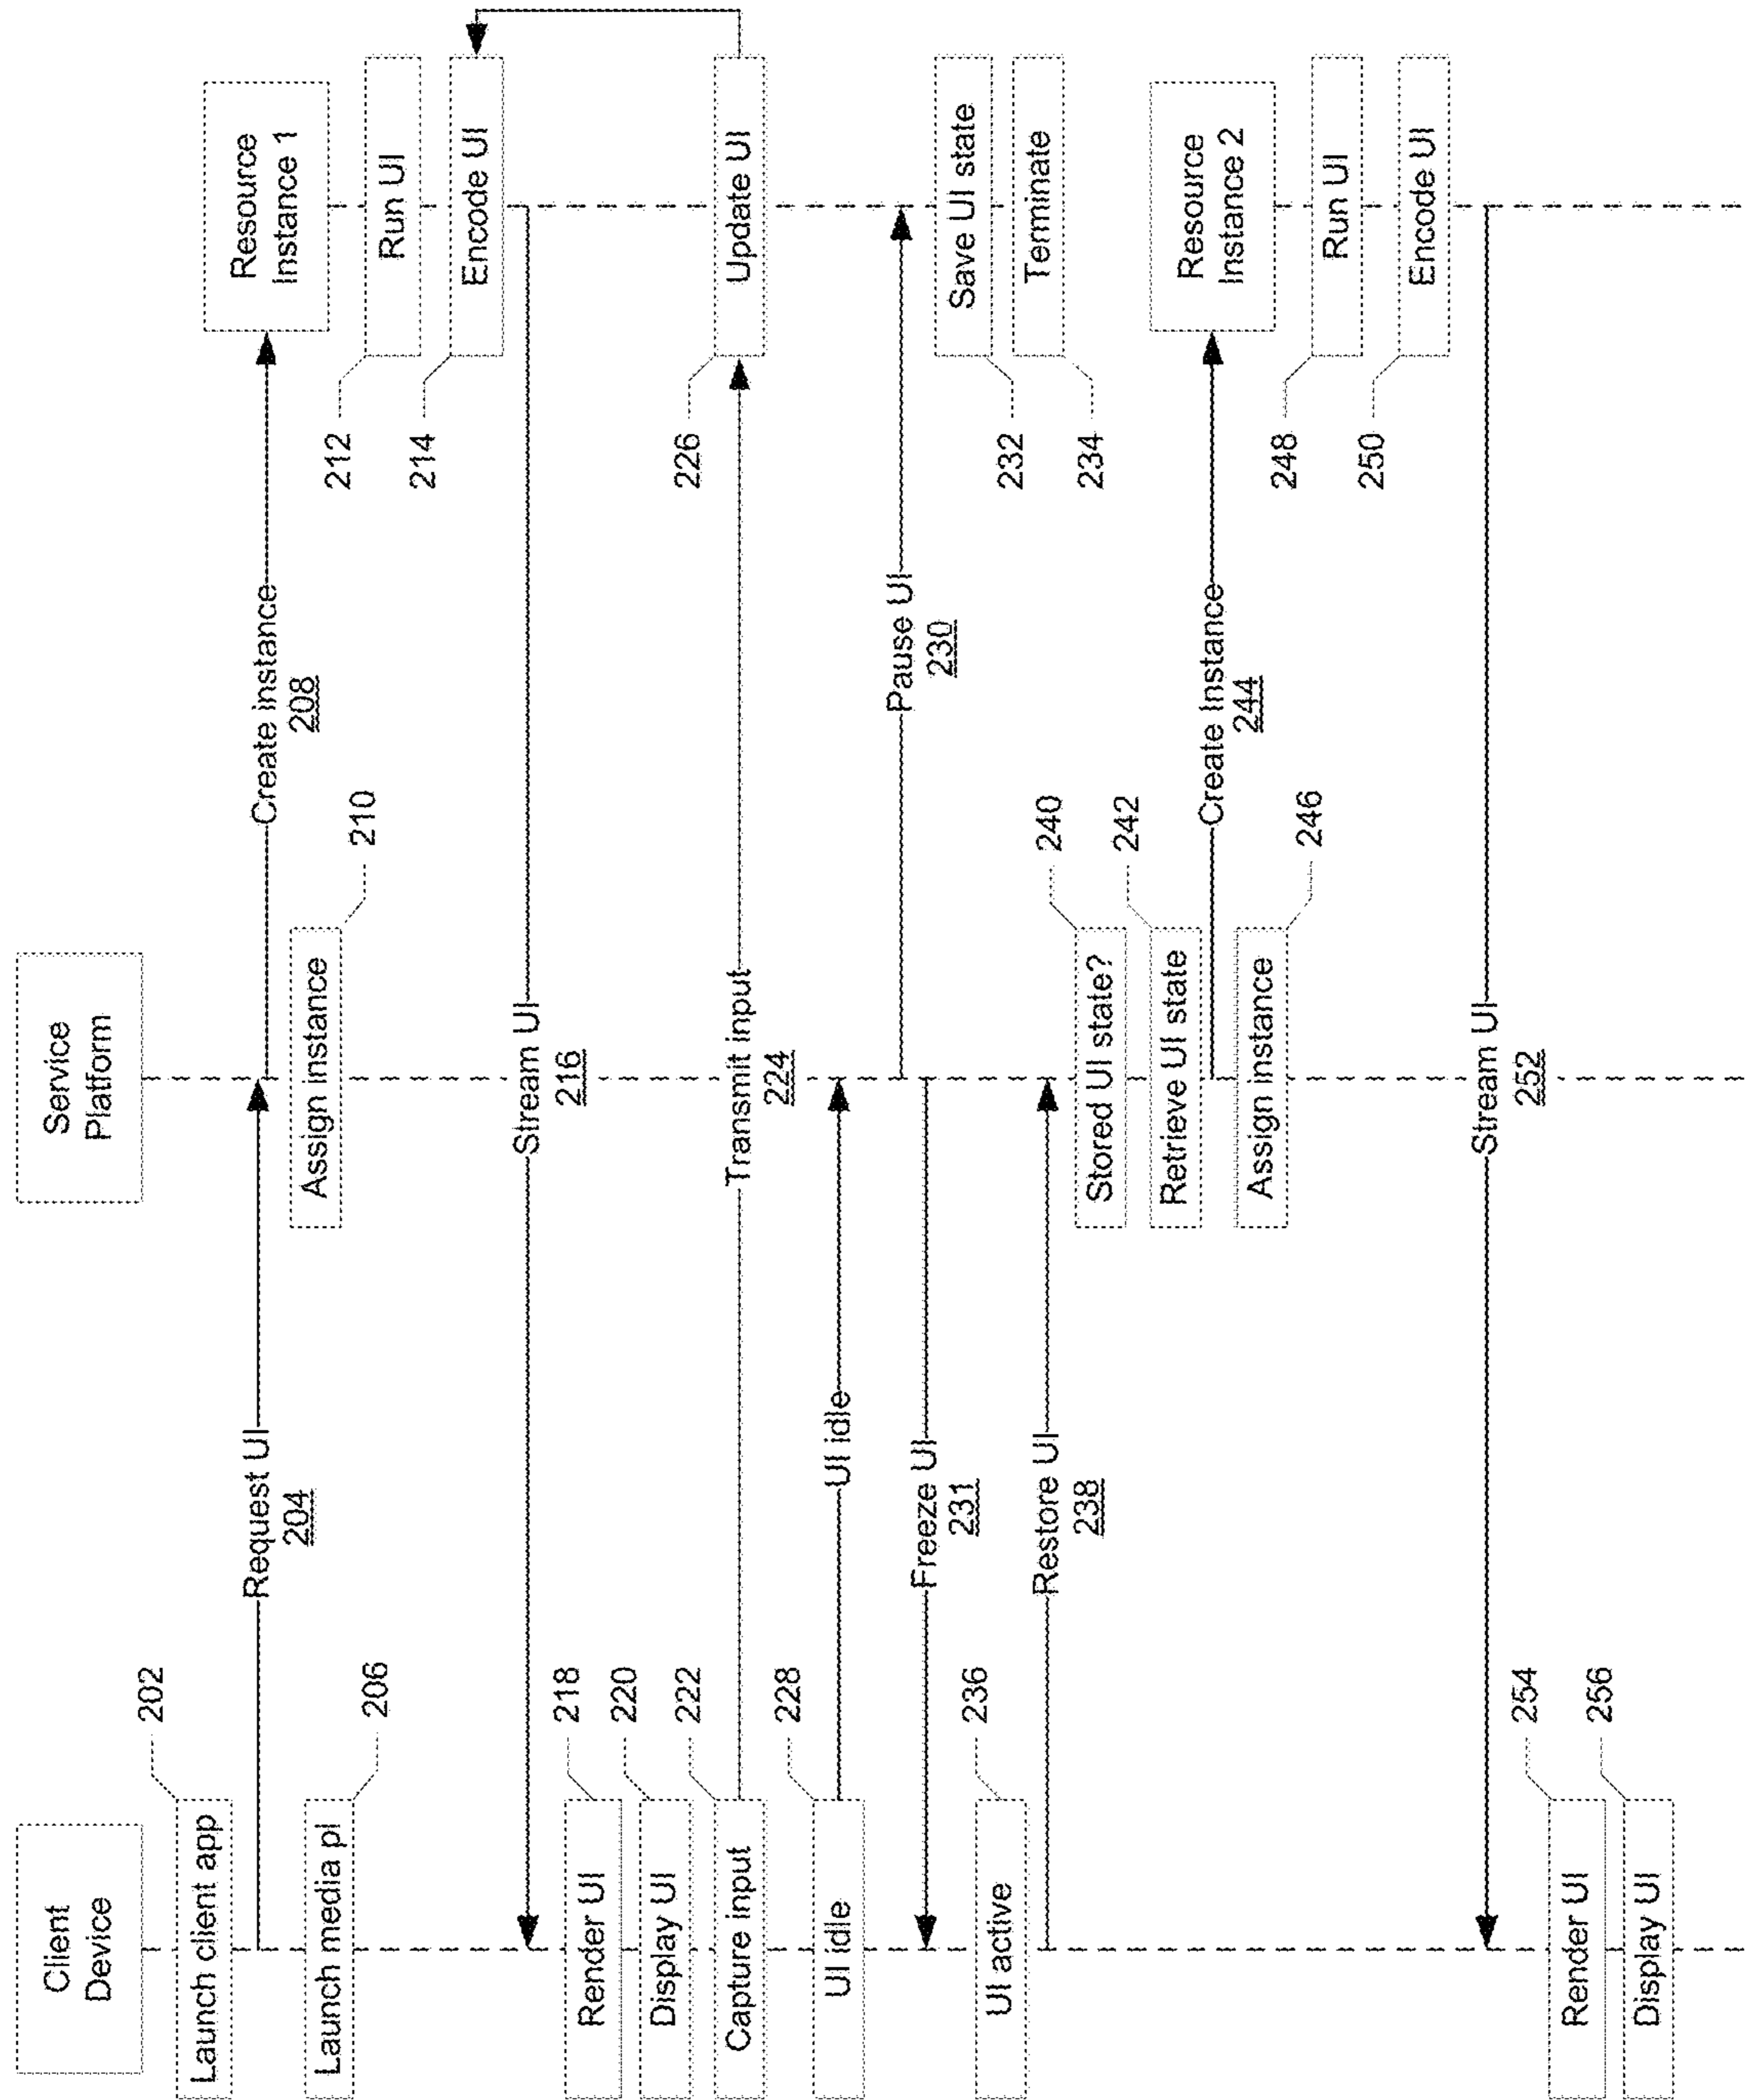 Client
Device
Service
Platform
Launch client app
202
Request UI
204
Create instance
208
Resource
Instance 1
Launch media pl
206
Assign instance
210
212
Run UI
214
Encode UI
Stream UI
216
Render UI
218
Display UI
220
Capture input
222
Transmit input
224
226
Update UI
UI idle
228
UI idle
Pause UI
230
Freeze UI
231
232
Save UI state
234
Terminate
UI active
236
Restore UI
238
Stored UI state?
240
Retrieve UI state
242
Create Instance
244
Resource
Instance 2
Assign instance
246
248
Run UI
250
Encode UI
Stream UI
252
Render UI
254
Display UI
256